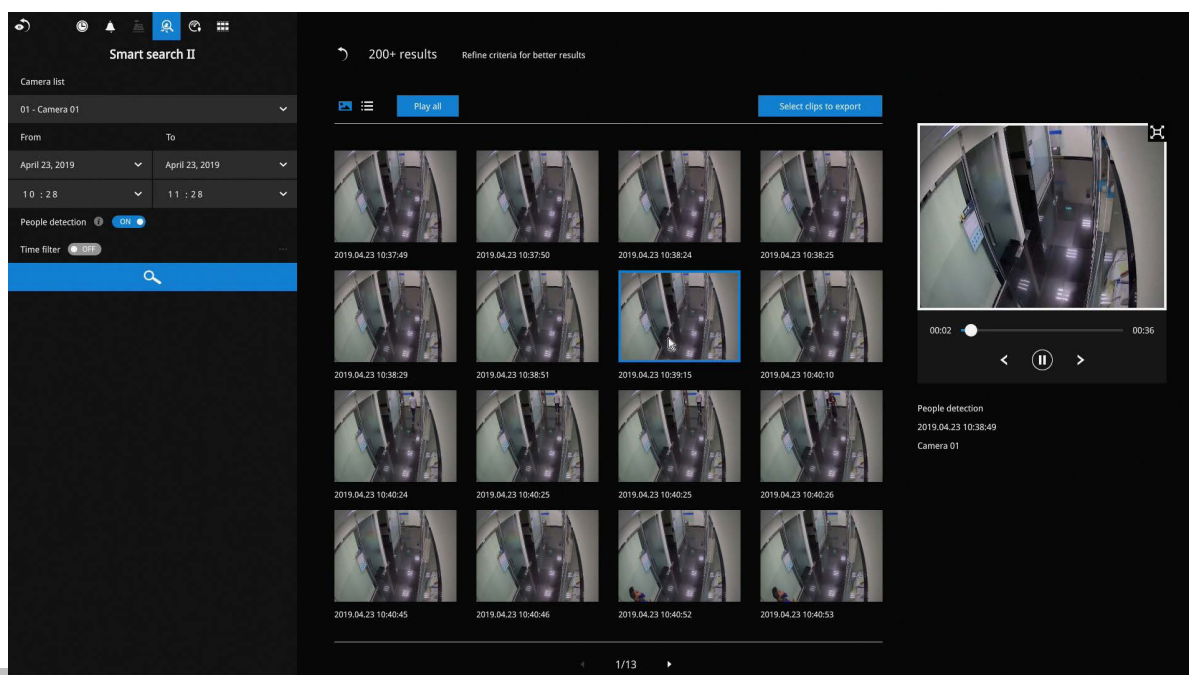 Smart search II
Camera list
01 - Camera 01
From To
April 23, 2019 April 23, 2019
10 : 28 11 : 28
People detection ON
Time filter OFF
200+ results Refine criteria for better results
Play all Select clips to export
2019.04.23 10:37:49 2019.04.23 10:37:50 2019.04.23 10:38:24 2019.04.23 10:38:25
2019.04.23 10:38:29 2019.04.23 10:38:51 2019.04.23 10:39:15 2019.04.23 10:40:10
2019.04.23 10:40:24 2019.04.23 10:40:25 2019.04.23 10:40:25 2019.04.23 10:40:26
2019.04.23 10:40:45 2019.04.23 10:40:46 2019.04.23 10:40:52 2019.04.23 10:40:53
1/13
00:02 00:36
People detection
2019.04.23 10:38:49
Camera 01